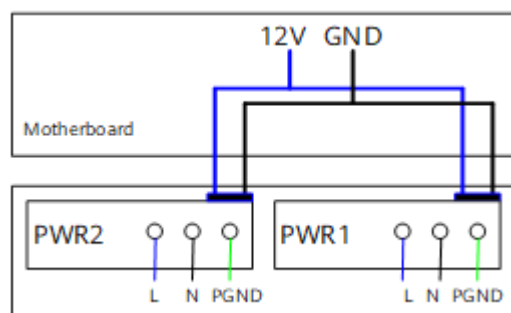 12V GND
Motherboard
PWR2 PWR1
L N PGND L N PGND